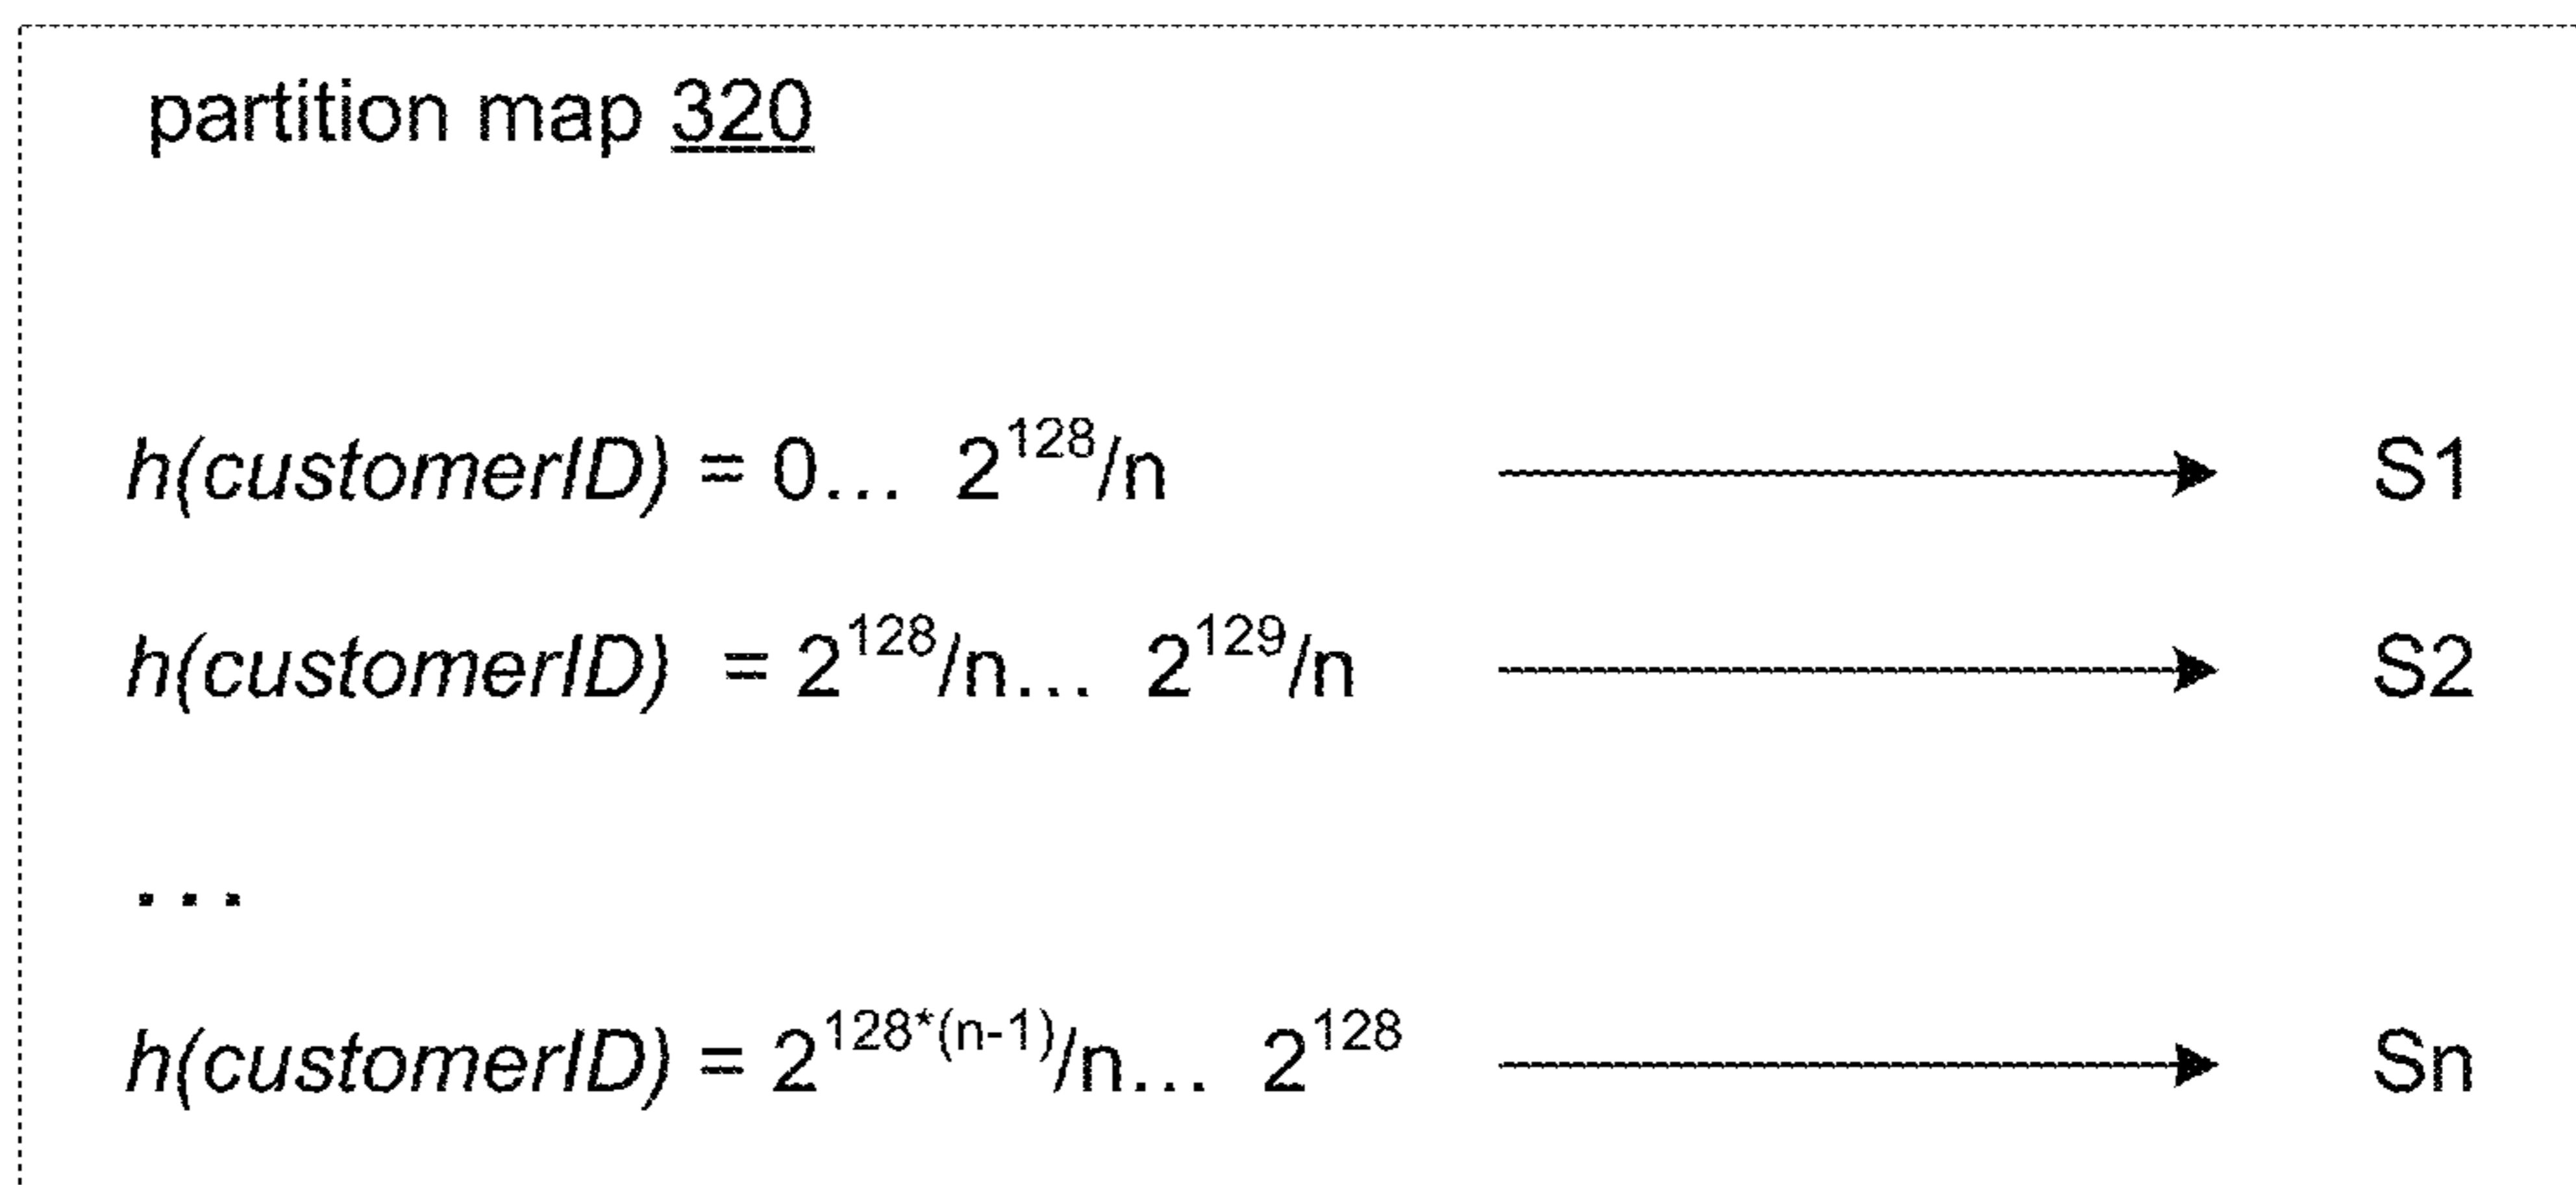 partition map 320
h(customerID) = 0... 2^128/n S1
h(customerID) = 2^128/n... 2^129/n S2
...
h(customerID) = 2^128*(n-1)/n... 2^128 Sn